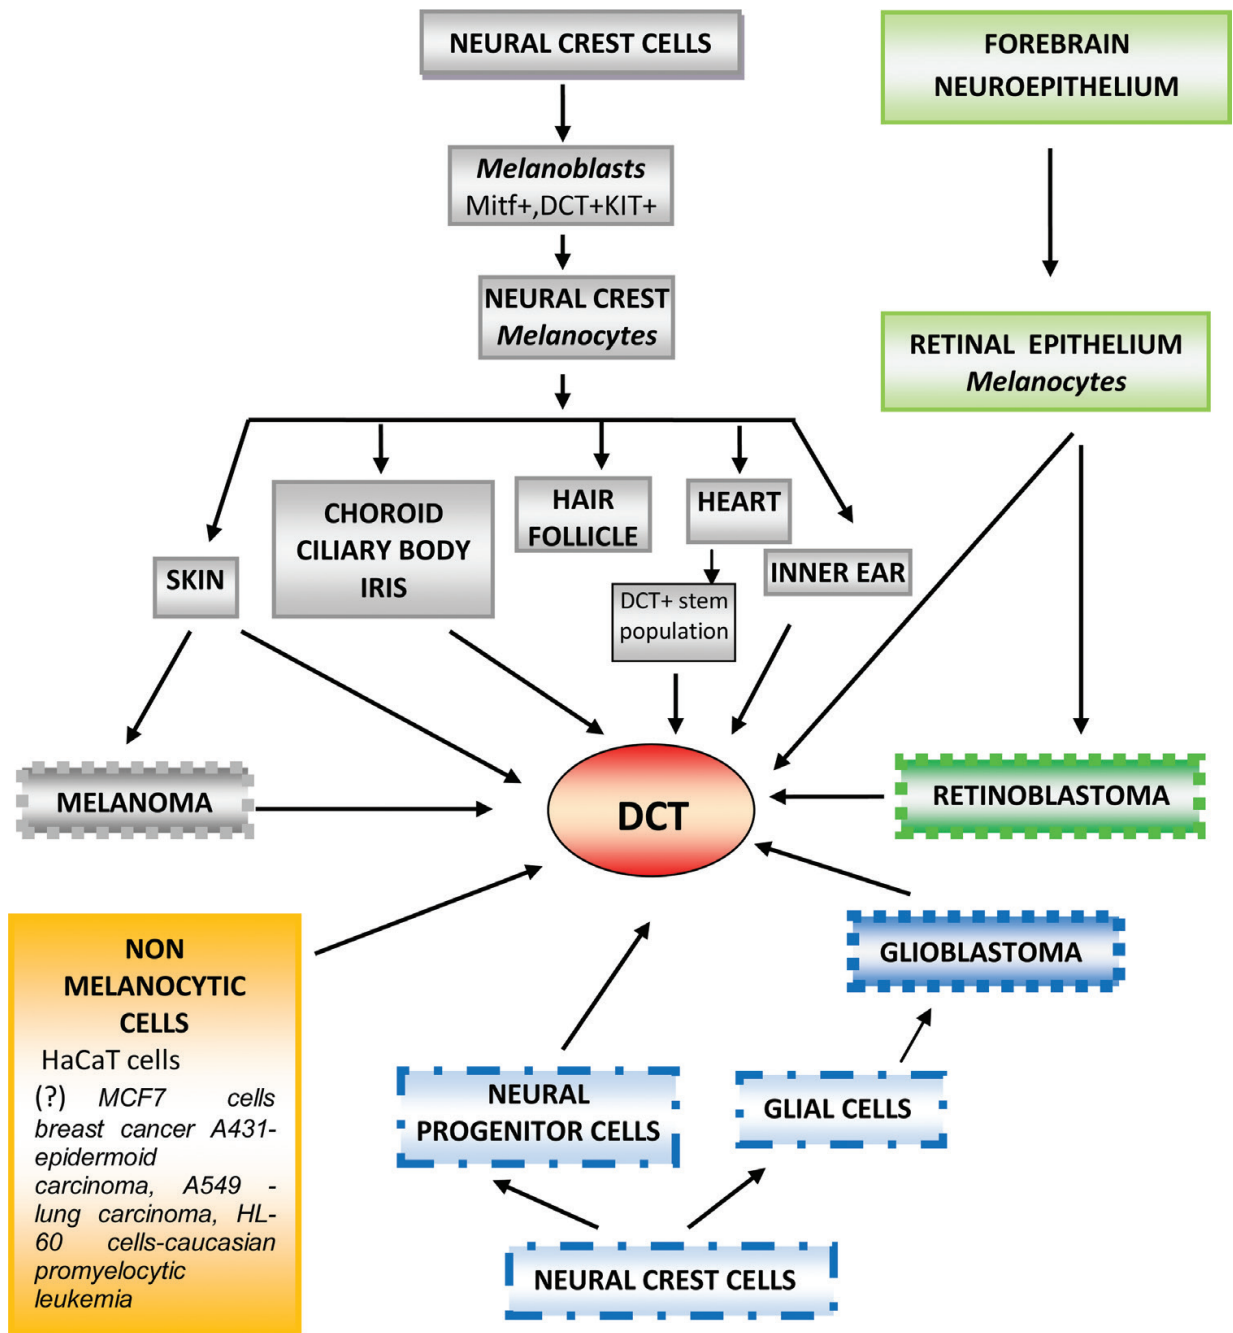 NEURAL CREST CELLS
FOREBRAIN
NEUROEPITHELIUM
Melanoblasts
Mitf+,DCT+KIT+
NEURAL CREST
Melanocytes
RETINAL EPITHELIUM
Melanocytes
SKIN
CHOROID
CILIARY BODY
IRIS
HAIR
FOLLICLE
HEART
DCT+ stem
population
INNER EAR
MELANOMA
DCT
RETINOBLASTOMA
NON
MELANOCYTIC
CELLS
HaCaT cells
(?) MCF7 cells
breast cancer A431-
epidermoid
carcinoma, A549 -
lung carcinoma, HL-
60 cells-caucasian
promyelocytic
leukemia
GLIOBLASTOMA
NEURAL
PROGENITOR CELLS
GLIAL CELLS
NEURAL CREST CELLS